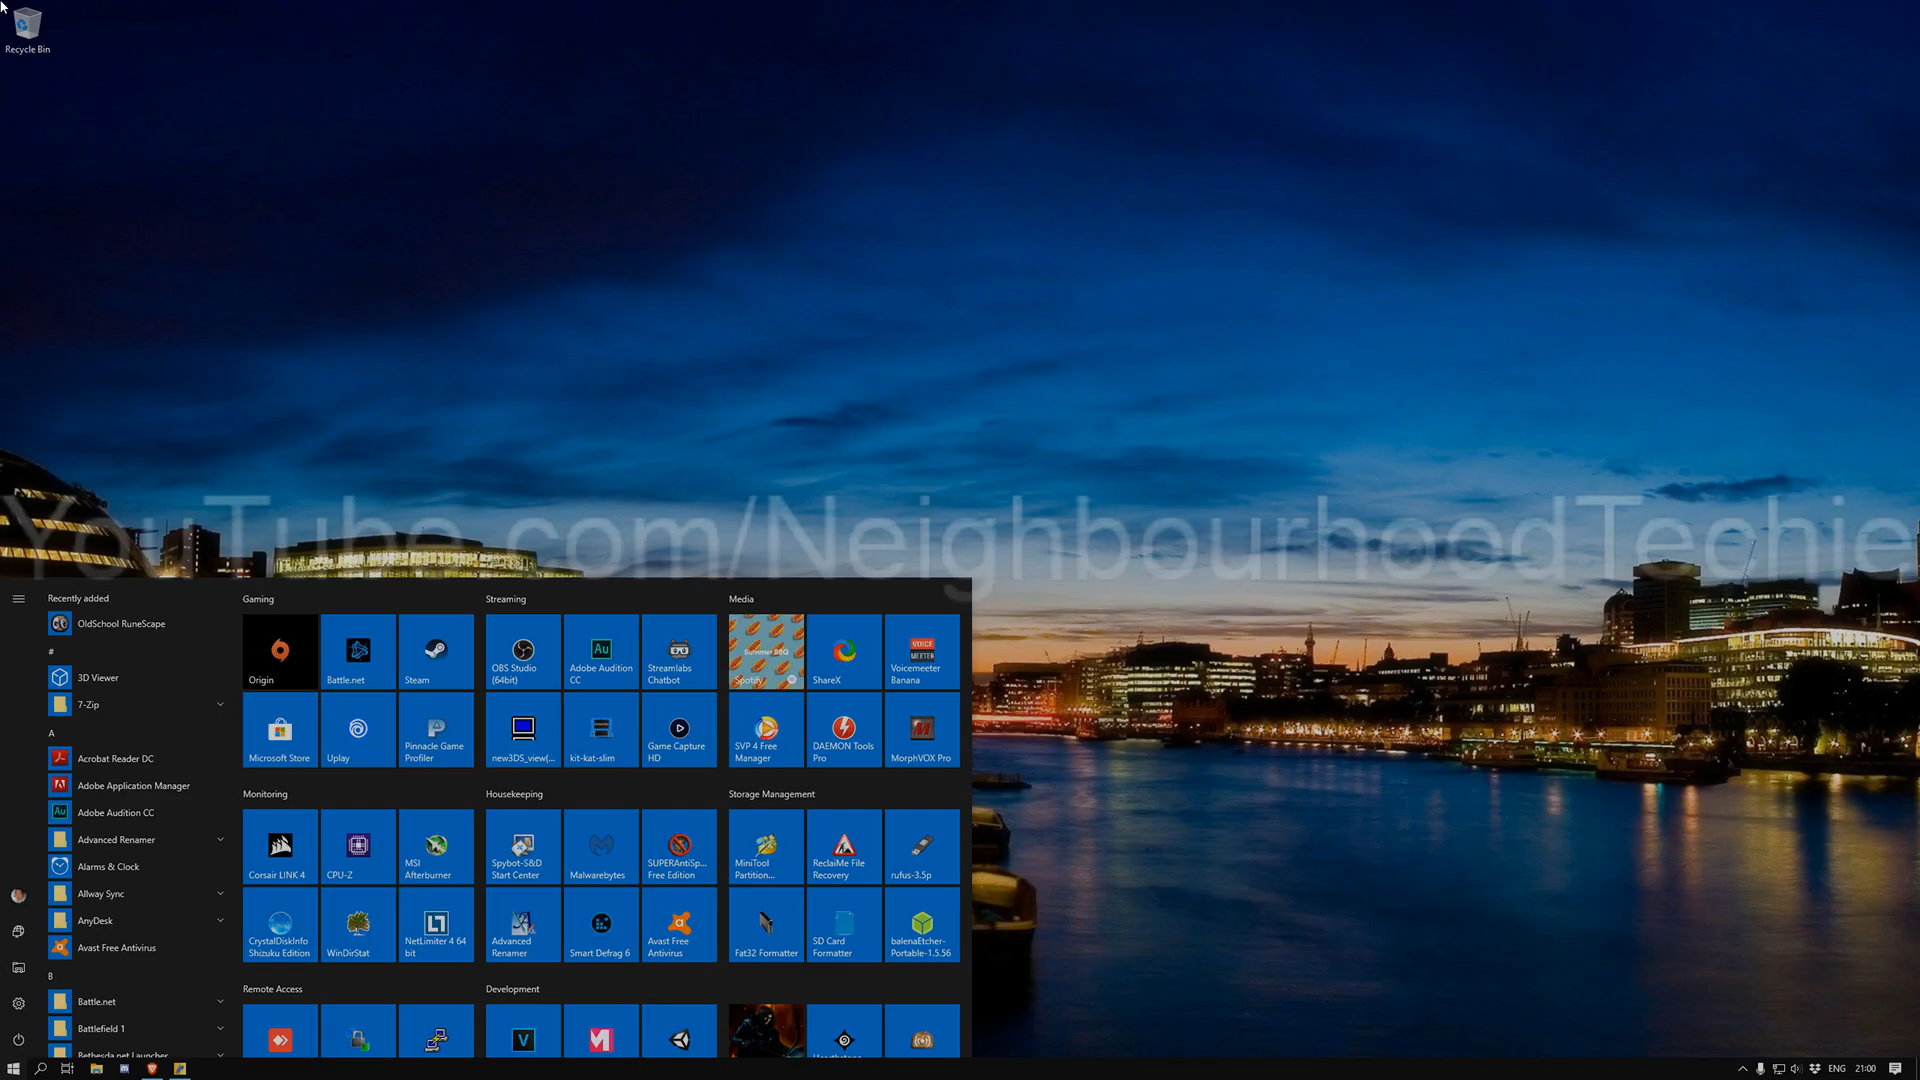 Recycle Bin
YouTube.com/NeighbourhoodTechie
Recently added
OldSchool RuneScape
#
3D Viewer
7-Zip
A
Acrobat Reader DC
Adobe Application Manager
Adobe Audition CC
Advanced Renamer
Alarms & Clock
Allway Sync
AnyDesk
Avast Free Antivirus
B
Battle.net
Battlefield 1
Bethesda.net Launcher
Gaming
Origin
Battle.net
Steam
Microsoft Store
Uplay
Pinnacle Game
Profiler
Streaming
OBS Studio
(64bit)
Au
Adobe Audition
CC
Streamlabs
Chatbot
new3DS_view(...
kit-kat-slim
Game Capture
HD
Media
Summer BBQ
Spotify
ShareX
VOICE
MEETER
Voicemeeter
Banana
SVP 4 Free
Manager
DAEMON Tools
Pro
MorphVOX Pro
Monitoring
Corsair LINK 4
CPU-Z
MSI
Afterburner
CrystalDiskInfo
Shizuku Edition
WinDirStat
NetLimiter 4 64
bit
Housekeeping
Spybot-S&D
Start Center
Malwarebytes
SUPERAntiSp...
Free Edition
Advanced
Renamer
Smart Defrag 6
Avast Free
Antivirus
Storage Management
MiniTool
Partition...
ReclaiMe File
Recovery
rufus-3.5p
Fat32 Formatter
SD Card
Formatter
balenaEtcher-
Portable-1.5.56
Remote Access
Development
Hearthstone
ENG
21:00